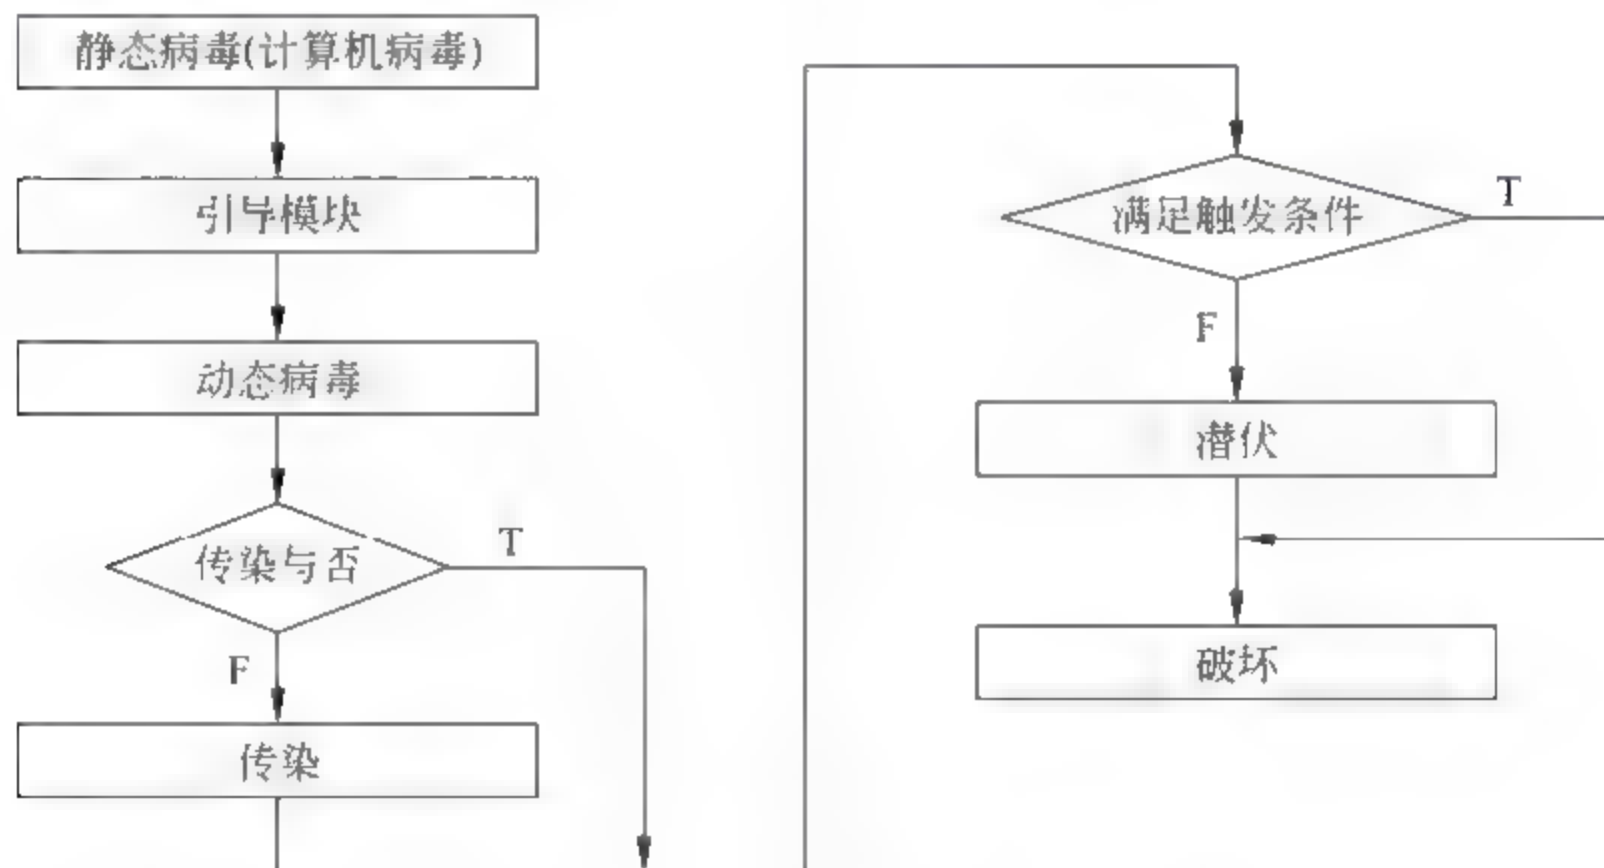 静态病毒(计算机病毒)
引导模块
动态病毒
传染与否
T
F
传染
满足触发条件
T
F
潜伏
破坏